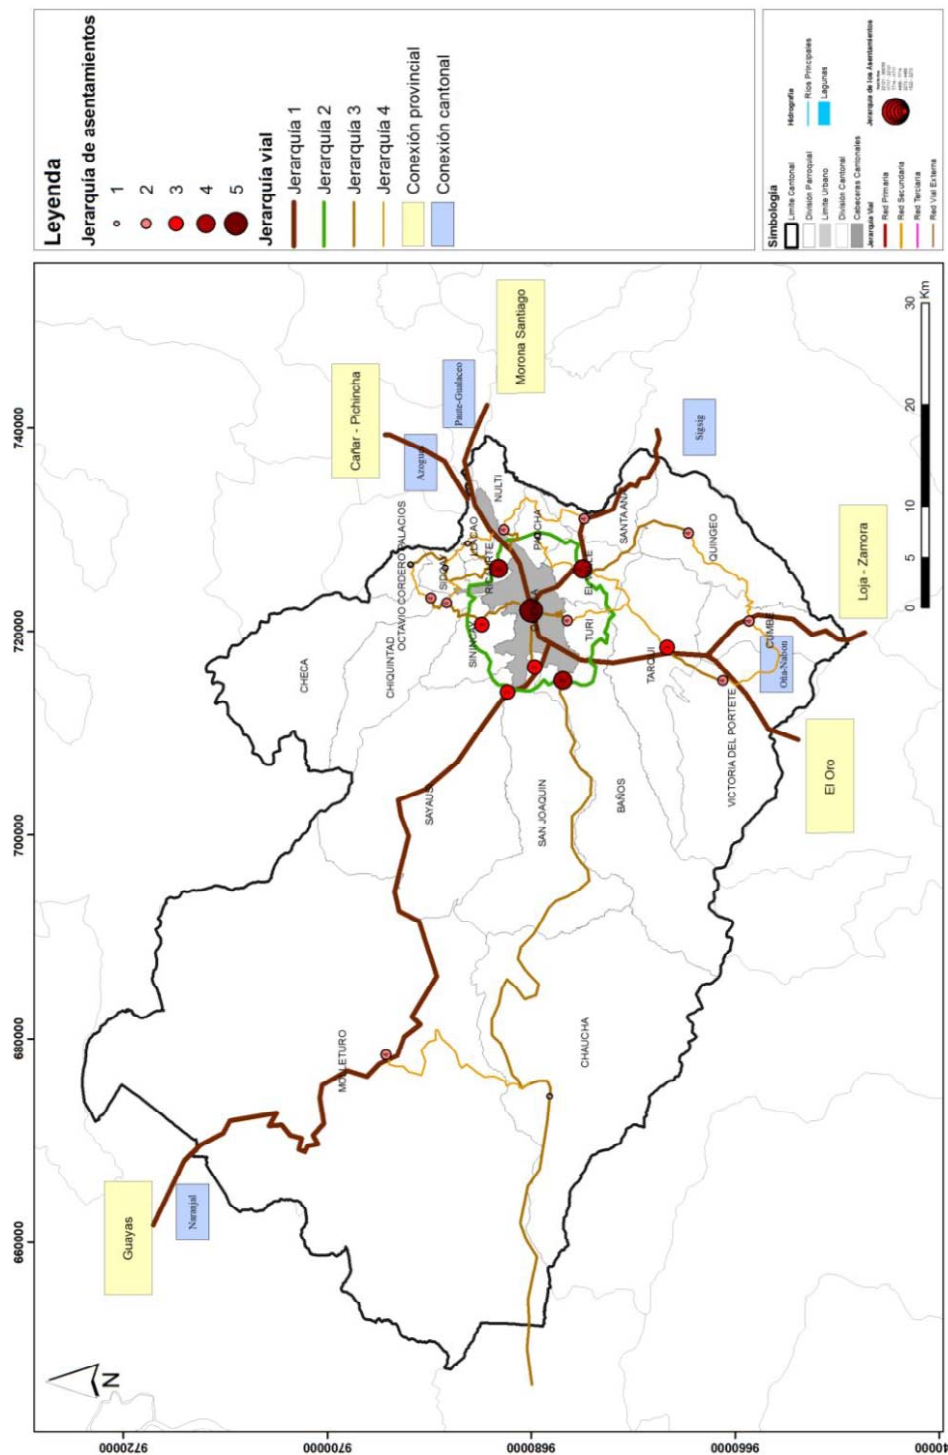 Leyenda
Jerarquía de asentamientos
1
2
3
4
5
Jerarquía vial
Jerarquía 1
Jerarquía 2
Jerarquía 3
Jerarquía 4
Conexión provincial
Conexión cantonal
Simbología
Límite Cantonal
División Parroquial
Límite Urbano
División Cantonal
Cabeceras Cantonales
Jerarquía Vial
Red Primaria
Red Secundaria
Red Terciaria
Red Vial Externa
Hidrografía
Ríos Principales
Lagunas
Jerarquía de los Asentamientos
660000
680000
700000
720000
740000
9720000
9700000
9680000
9660000
N
Guayas
Naranjal
Cañar - Pichincha
Azogues
Paute-Gualaceo
Morona Santiago
Sigsig
Loja - Zamora
Oña-Nabon
El Oro
MOLLETURO
CHAUCHA
SAYAUSI
SAN JOAQUIN
BAÑOS
CHECA
CHIQUINTAD
OCTAVIO CORDERO PALACIOS
SININCAY
NULTI
TURI
SANTA ANA
TARQUI
QUINGEO
CUMBE
VICTORIA DEL PORTETE
0
5
10
20
30
Km